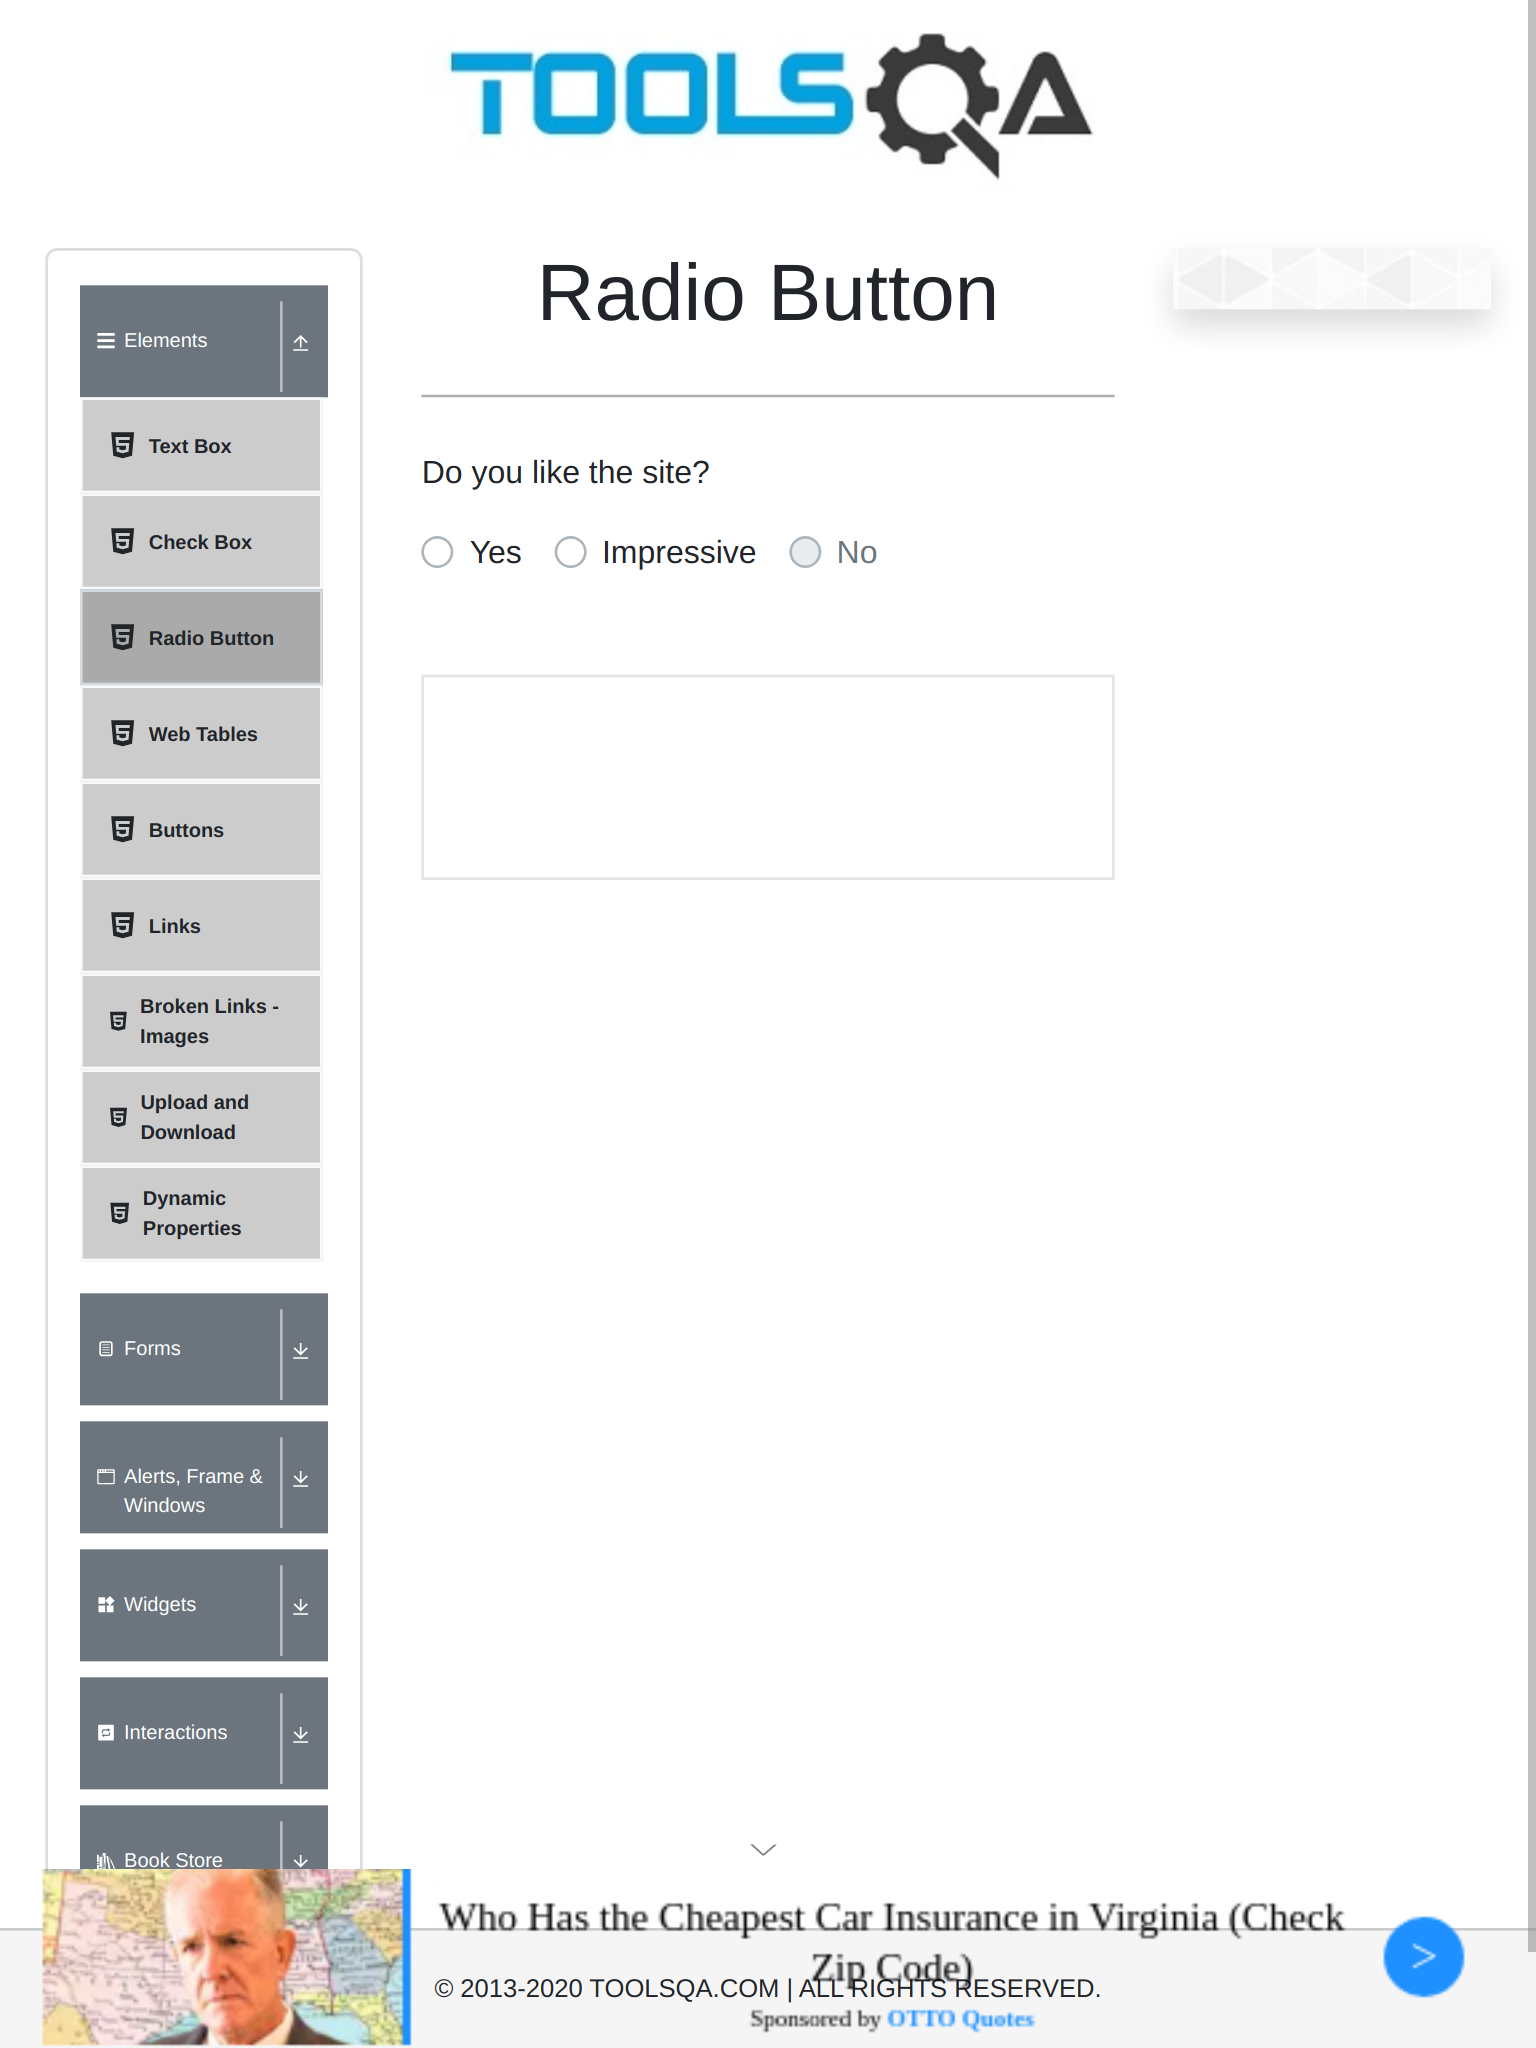 TOOLSQA
Radio Button
Elements
Text Box
Check Box
Radio Button
Web Tables
Buttons
Links
Broken Links -
Images
Upload and
Download
Dynamic
Properties
Forms
Alerts, Frame &
Windows
Widgets
Interactions
Book Store
Do you like the site?
Yes Impressive No
Who Has the Cheapest Car Insurance in Virginia (Check
Zip Code)
© 2013-2020 TOOLSQA.COM | ALL RIGHTS RESERVED.
Sponsored by OTTO Quotes